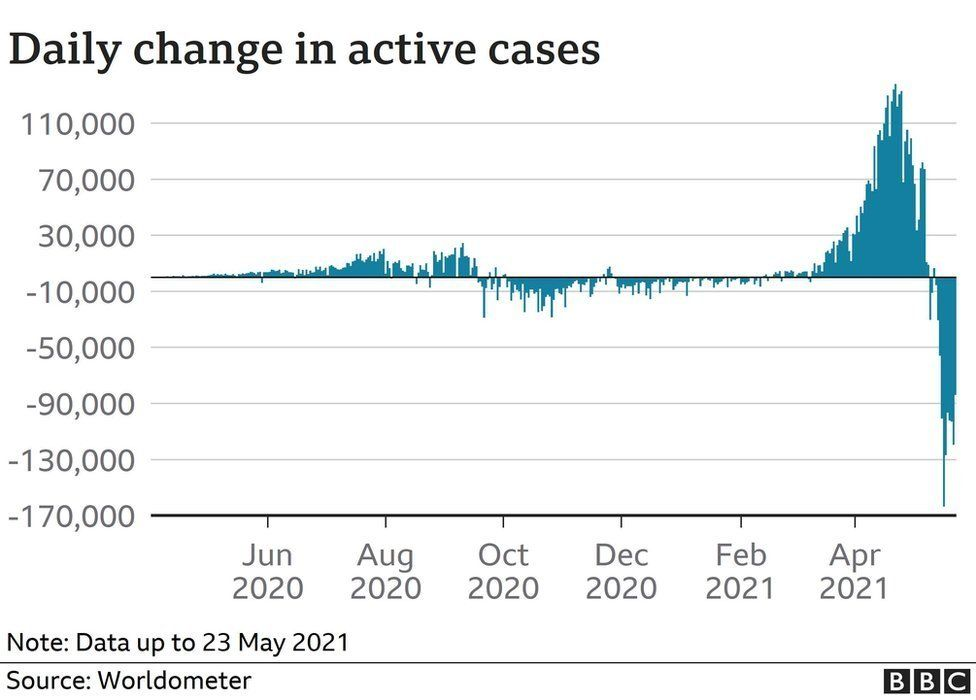 Daily change in active cases
110,000
70,000
30,000
-10,000
-50,000
-90,000
-130,000
-170,000
Jun Aug Oct Dec Feb Apr
2020 2020 2020 2020 2021 2021
Note: Data up to 23 May 2021
Source: Worldometer BBC